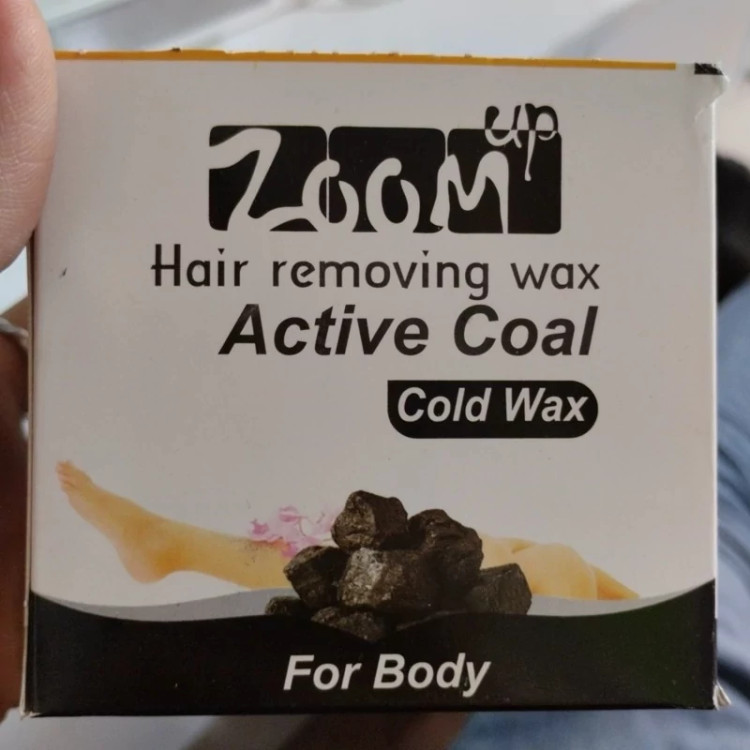 Zoom up
Hair removing wax
Active Coal
Cold Wax
For Body